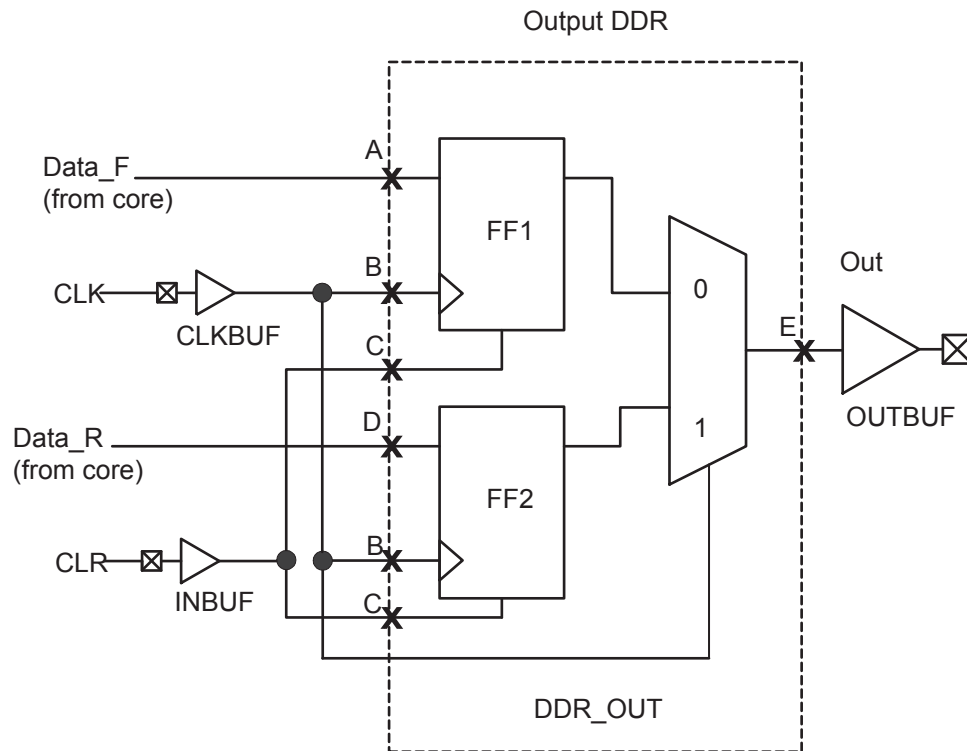 Output DDR
A
Data_F
(from core)
FF1
B
CLK
CLKBUF
0
Out
C
E
D
Data_R
(from core)
1
OUTBUF
FF2
B
CLR
INBUF
C
DDR_OUT